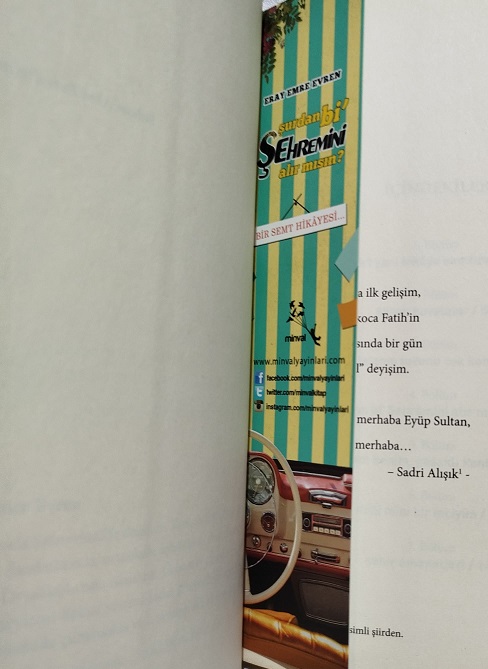 ERAY EMRE EVREN
şurdan bi'
ŞEHREMİNİ
alır mısın?
BİR SEMT HİKÂYESİ...
minval
www.minvalyayinlari.com
facebook.com/minvalyayinlari
twitter.com/minvalkitap
instagram.com/minvalyayinlari
a ilk gelişim,
koca Fatih'in
sında bir gün
l" deyişim.
merhaba Eyüp Sultan,
merhaba…
– Sadri Alışık¹ -
simli şiirden.